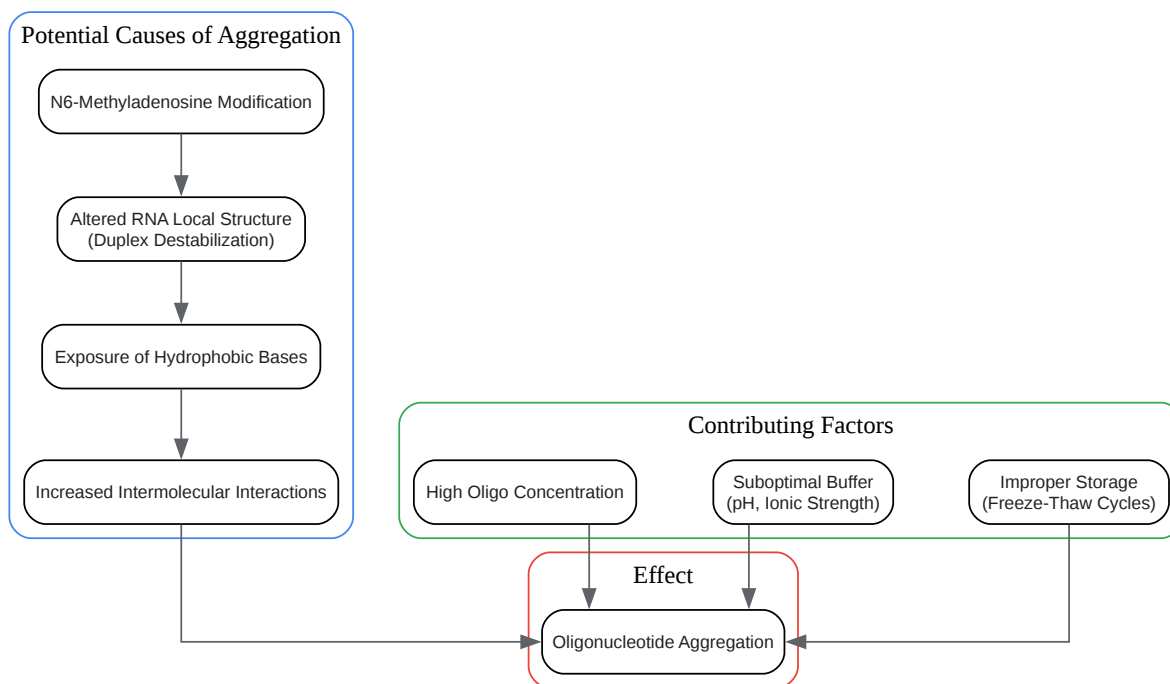 Potential Causes of Aggregation
N6-Methyladenosine Modification
Altered RNA Local Structure
(Duplex Destabilization)
Exposure of Hydrophobic Bases
Increased Intermolecular Interactions
Contributing Factors
High Oligo Concentration
Suboptimal Buffer
(pH, Ionic Strength)
Improper Storage
(Freeze-Thaw Cycles)
Effect
Oligonucleotide Aggregation